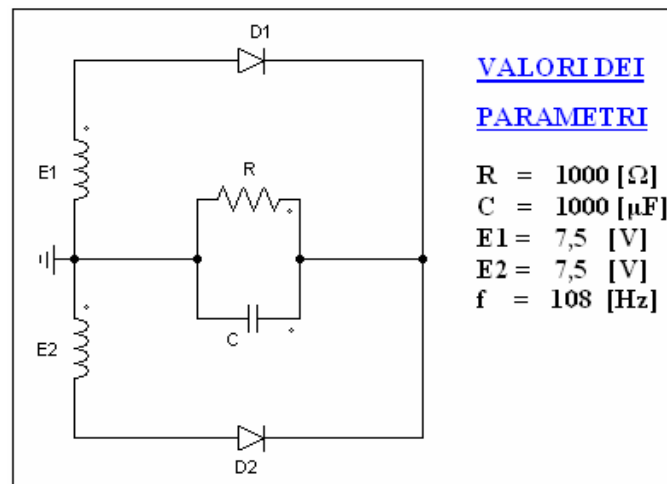 D1
VALORI DEI
PARAMETRI
E1
R
R = 1000 [Ω]
C = 1000 [µF]
E1 = 7,5 [V]
E2 = 7,5 [V]
f = 108 [Hz]
C
E2
D2